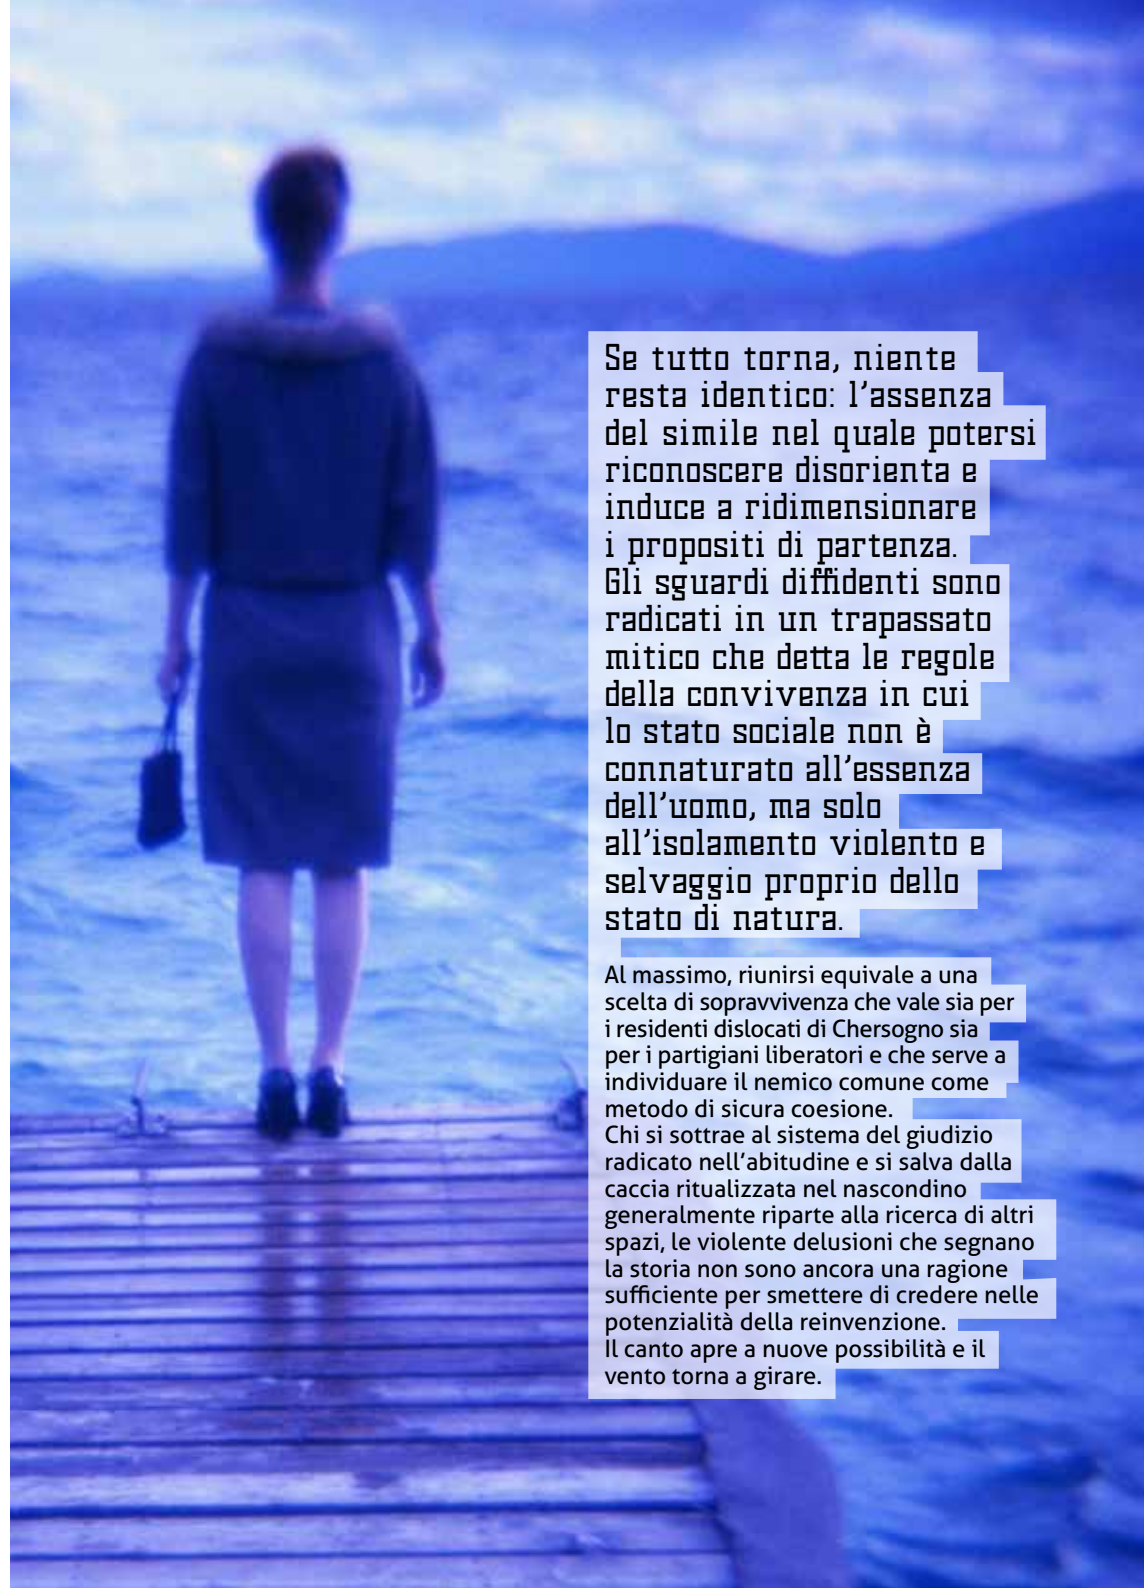 Se tutto torna, niente
resta identico: l'assenza
del simile nel quale potersi
riconoscere disorienta e
induce a ridimensionare
i propositi di partenza.
Gli sguardi diffidenti sono
radicati in un trapassato
mitico che detta le regole
della convivenza in cui
lo stato sociale non è
connaturato all'essenza
dell'uomo, ma solo
all'isolamento violento e
selvaggio proprio dello
stato di natura.
Al massimo, riunirsi equivale a una
scelta di sopravvivenza che vale sia per
i residenti dislocati di Chersogno sia
per i partigiani liberatori e che serve a
individuare il nemico comune come
metodo di sicura coesione.
Chi si sottrae al sistema del giudizio
radicato nell'abitudine e si salva dalla
caccia ritualizzata nel nascondino
generalmente riparte alla ricerca di altri
spazi, le violente delusioni che segnano
la storia non sono ancora una ragione
sufficiente per smettere di credere nelle
potenzialità della reinvenzione.
Il canto apre a nuove possibilità e il
vento torna a girare.